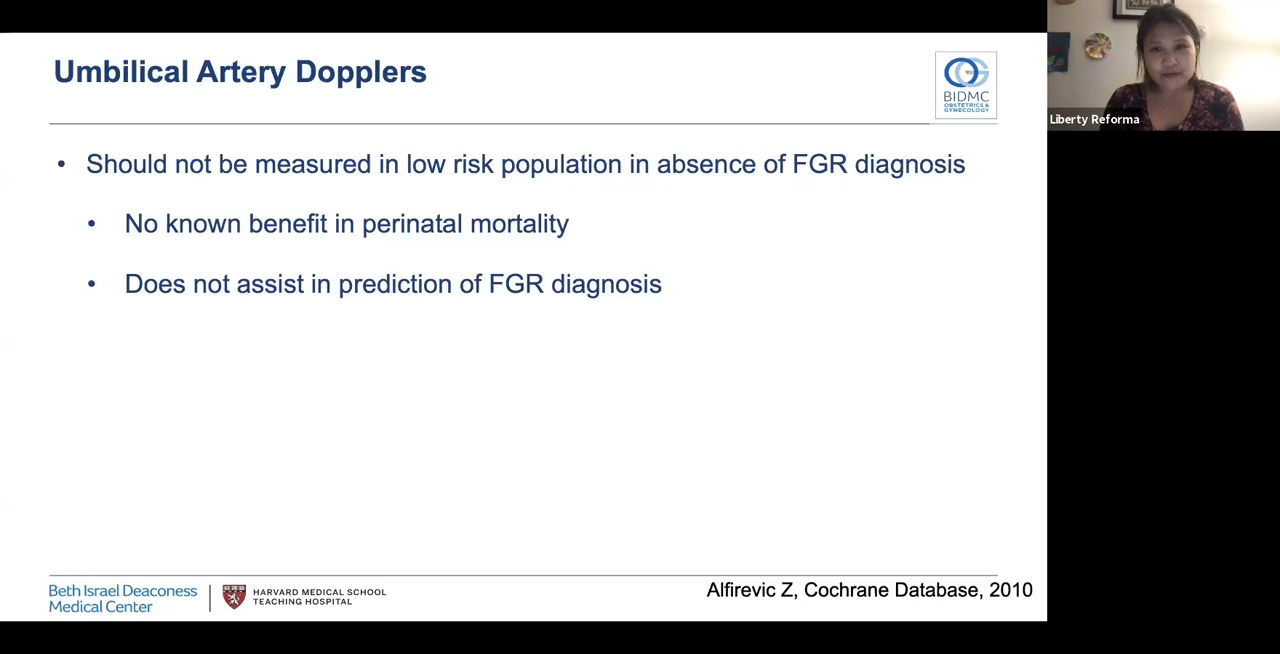 Umbilical Artery Dopplers
BIDMC
OBSTETRICS &
GYNECOLOGY
Liberty Reforma
• Should not be measured in low risk population in absence of FGR diagnosis
• No known benefit in perinatal mortality
• Does not assist in prediction of FGR diagnosis
Beth Israel Deaconess
Medical Center
HARVARD MEDICAL SCHOOL
TEACHING HOSPITAL
Alfirevic Z, Cochrane Database, 2010